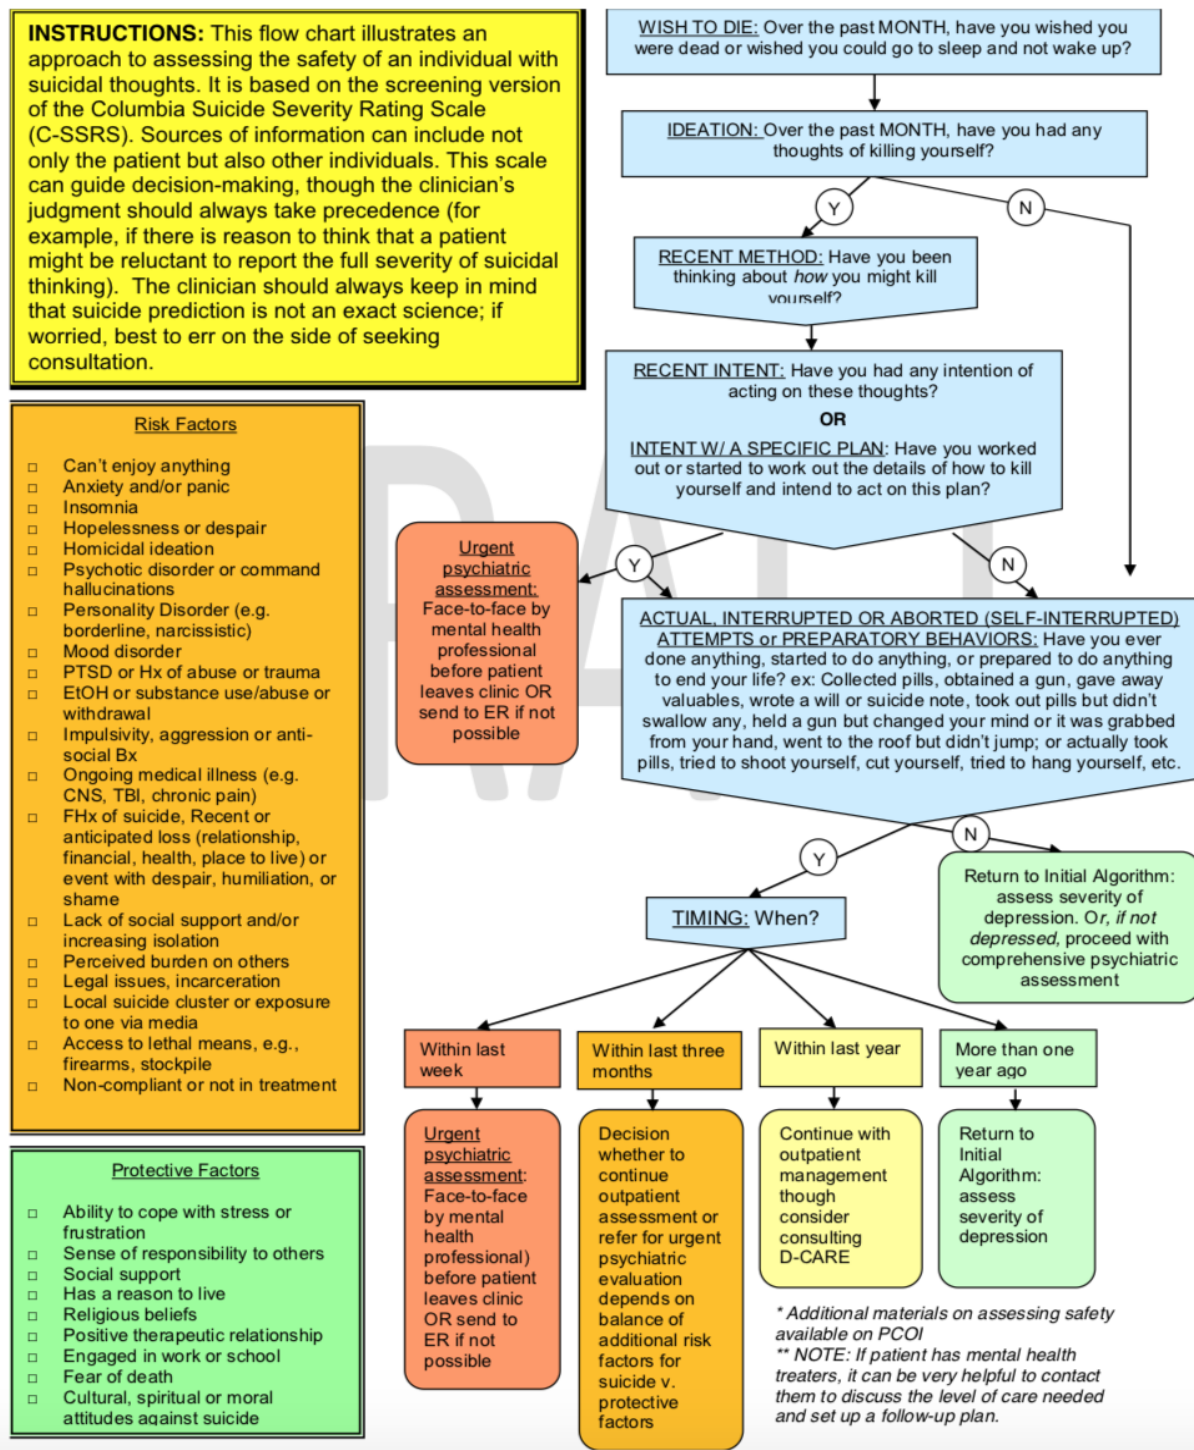 INSTRUCTIONS: This flow chart illustrates an
approach to assessing the safety of an individual with
suicidal thoughts. It is based on the screening version
of the Columbia Suicide Severity Rating Scale
(C-SSRS). Sources of information can include not
only the patient but also other individuals. This scale
can guide decision-making, though the clinician's
judgment should always take precedence (for
example, if there is reason to think that a patient
might be reluctant to report the full severity of suicidal
thinking). The clinician should always keep in mind
that suicide prediction is not an exact science; if
worried, best to err on the side of seeking
consultation.
WISH TO DIE: Over the past MONTH, have you wished you
were dead or wished you could go to sleep and not wake up?
IDEATION: Over the past MONTH, have you had any
thoughts of killing yourself?
Y
N
RECENT METHOD: Have you been
thinking about how you might kill
yourself?
RECENT INTENT: Have you had any intention of
acting on these thoughts?
OR
INTENT W/ A SPECIFIC PLAN: Have you worked
out or started to work out the details of how to kill
yourself and intend to act on this plan?
Y
N
Urgent
psychiatric
assessment:
Face-to-face by
mental health
professional
before patient
leaves clinic OR
send to ER if not
possible
ACTUAL, INTERRUPTED OR ABORTED (SELF-INTERRUPTED)
ATTEMPTS or PREPARATORY BEHAVIORS: Have you ever
done anything, started to do anything, or prepared to do anything
to end your life? ex: Collected pills, obtained a gun, gave away
valuables, wrote a will or suicide note, took out pills but didn't
swallow any, held a gun but changed your mind or it was grabbed
from your hand, went to the roof but didn't jump; or actually took
pills, tried to shoot yourself, cut yourself, tried to hang yourself, etc.
Y
N
Return to Initial Algorithm:
assess severity of
depression. Or, if not
depressed, proceed with
comprehensive psychiatric
assessment
TIMING: When?
Within last
week
Within last three
months
Within last year
More than one
year ago
Urgent
psychiatric
assessment:
Face-to-face
by mental
health
professional)
before patient
leaves clinic
OR send to
ER if not
possible
Decision
whether to
continue
outpatient
assessment or
refer for urgent
psychiatric
evaluation
depends on
balance of
additional risk
factors for
suicide v.
protective
factors
Continue with
outpatient
management
though
consider
consulting
D-CARE
Return to
Initial
Algorithm:
assess
severity of
depression
* Additional materials on assessing safety
available on PCOI
** NOTE: If patient has mental health
treaters, it can be very helpful to contact
them to discuss the level of care needed
and set up a follow-up plan.
Risk Factors
Can't enjoy anything
Anxiety and/or panic
Insomnia
Hopelessness or despair
Homicidal ideation
Psychotic disorder or command
hallucinations
Personality Disorder (e.g.
borderline, narcissistic)
Mood disorder
PTSD or Hx of abuse or trauma
EtOH or substance use/abuse or
withdrawal
Impulsivity, aggression or anti-
social Bx
Ongoing medical illness (e.g.
CNS, TBI, chronic pain)
FHx of suicide, Recent or
anticipated loss (relationship,
financial, health, place to live) or
event with despair, humiliation, or
shame
Lack of social support and/or
increasing isolation
Perceived burden on others
Legal issues, incarceration
Local suicide cluster or exposure
to one via media
Access to lethal means, e.g.,
firearms, stockpile
Non-compliant or not in treatment
Protective Factors
Ability to cope with stress or
frustration
Sense of responsibility to others
Social support
Has a reason to live
Religious beliefs
Positive therapeutic relationship
Engaged in work or school
Fear of death
Cultural, spiritual or moral
attitudes against suicide